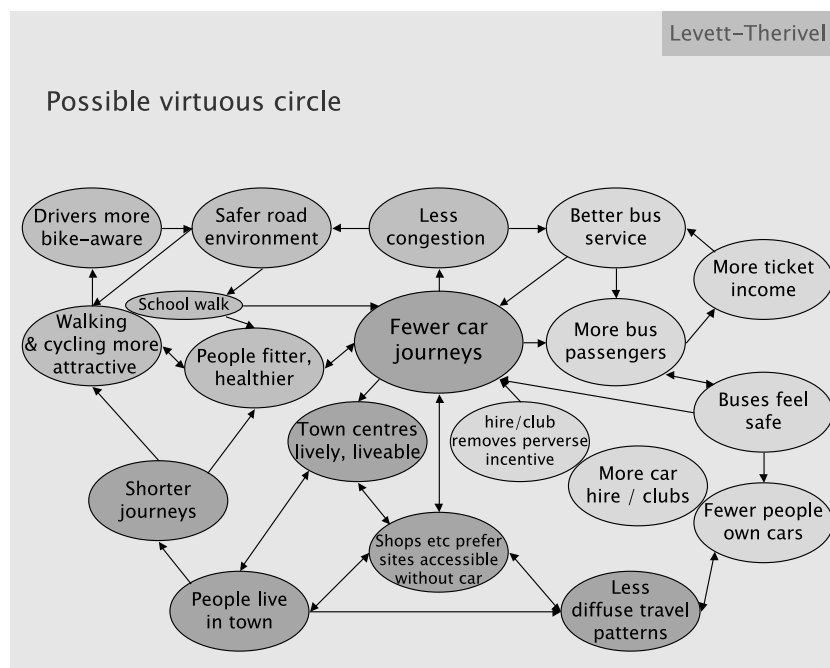 Levett–Therivel
Possible virtuous circle
Drivers more
bike–aware
Safer road
environment
Less
congestion
Better bus
service
More ticket
income
School walk
Walking
& cycling more
attractive
People fitter,
healthier
Fewer car
journeys
More bus
passengers
Buses feel
safe
Town centres
lively, liveable
hire/club
removes perverse
incentive
More car
hire / clubs
Shorter
journeys
Fewer people
own cars
Shops etc prefer
sites accessible
without car
People live
in town
Less
diffuse travel
patterns